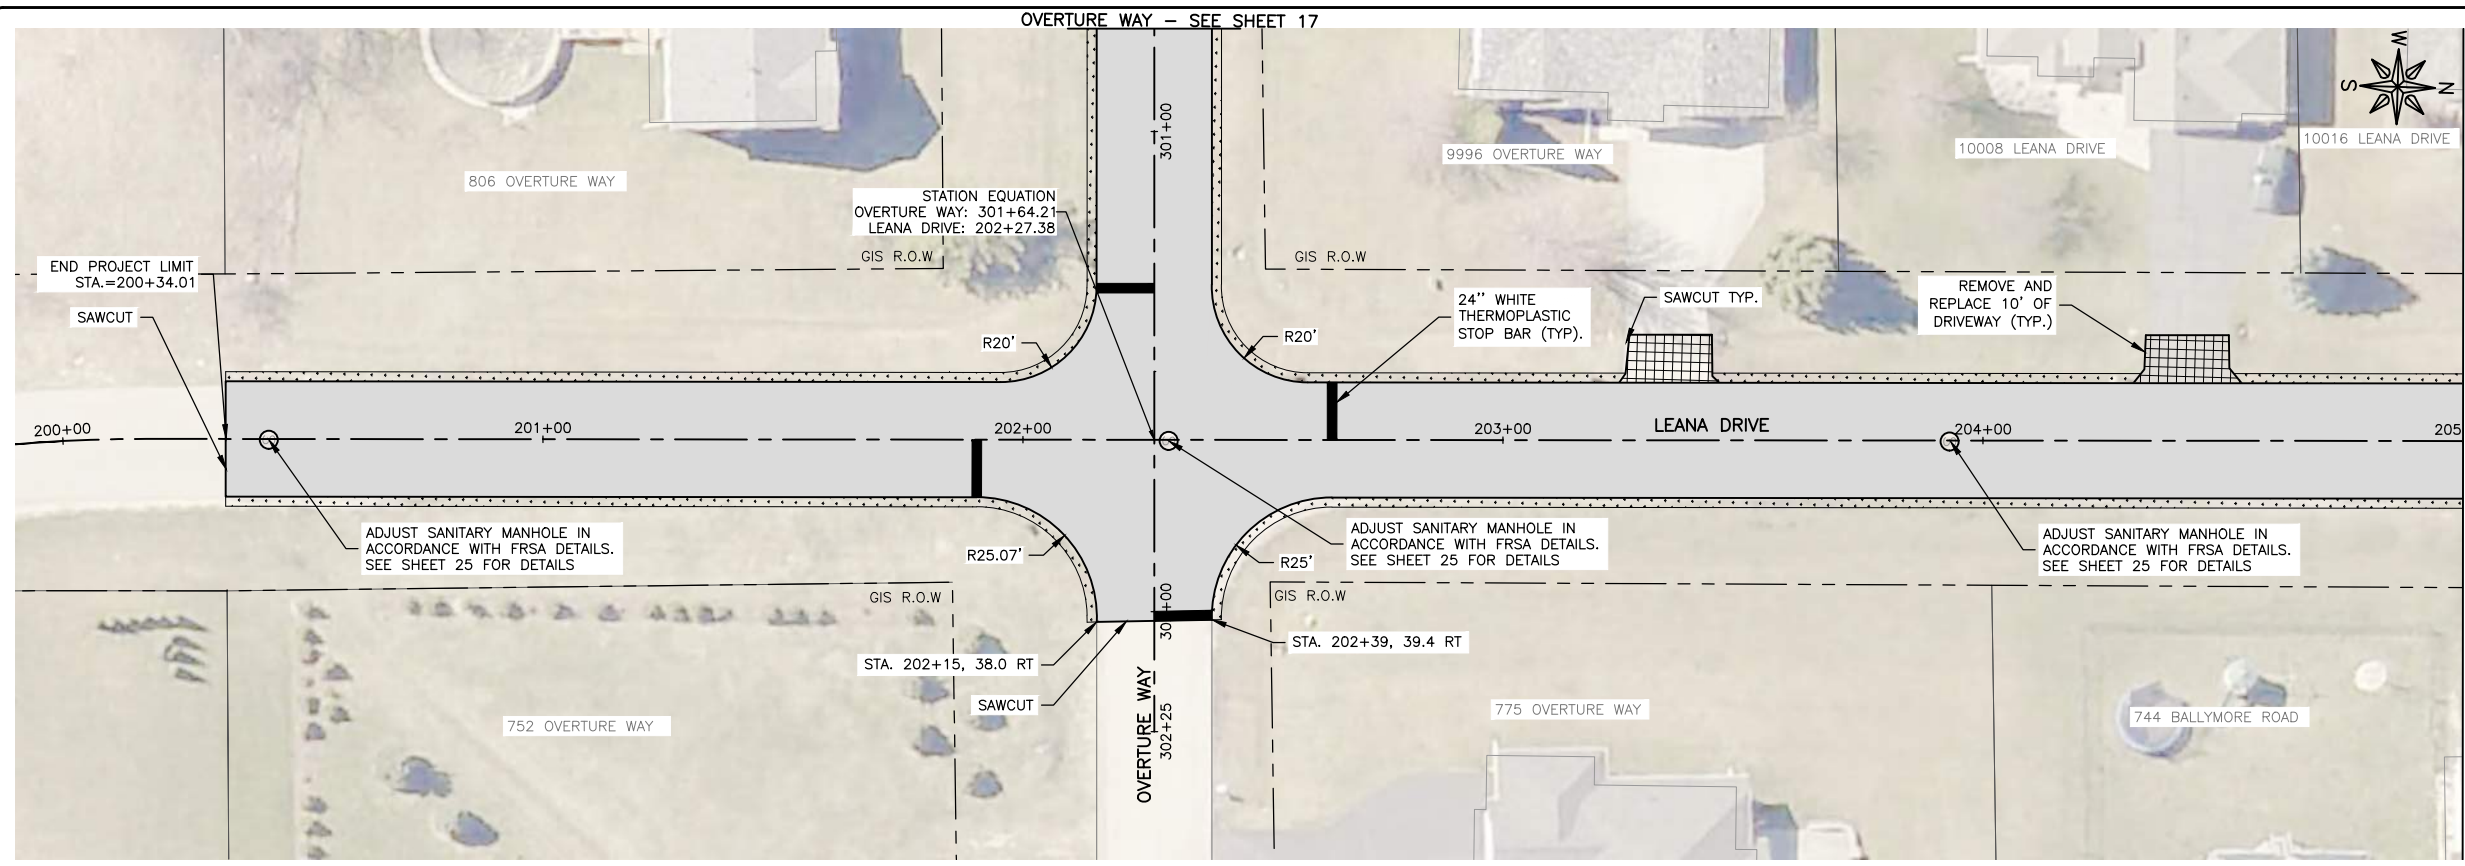 OVERTURE WAY – SEE SHEET 17
W
S
N
301+00
10016 LEANA DRIVE
10008 LEANA DRIVE
9996 OVERTURE WAY
806 OVERTURE WAY
STATION EQUATION
OVERTURE WAY: 301+64.21
LEANA DRIVE: 202+27.38
GIS R.O.W
GIS R.O.W
END PROJECT LIMIT
STA.=200+34.01
SAWCUT
REMOVE AND
REPLACE 10' OF
DRIVEWAY (TYP.)
SAWCUT TYP.
24'' WHITE
THERMOPLASTIC
STOP BAR (TYP).
R20'
R20'
200+00
201+00
202+00
203+00
LEANA DRIVE
204+00
205
ADJUST SANITARY MANHOLE IN
ACCORDANCE WITH FRSA DETAILS.
SEE SHEET 25 FOR DETAILS
R25.07'
ADJUST SANITARY MANHOLE IN
ACCORDANCE WITH FRSA DETAILS.
SEE SHEET 25 FOR DETAILS
R25'
ADJUST SANITARY MANHOLE IN
ACCORDANCE WITH FRSA DETAILS.
SEE SHEET 25 FOR DETAILS
GIS R.O.W
GIS R.O.W
STA. 202+39, 39.4 RT
STA. 202+15, 38.0 RT
SAWCUT
OVERTURE WAY
302+25
752 OVERTURE WAY
775 OVERTURE WAY
744 BALLYMORE ROAD